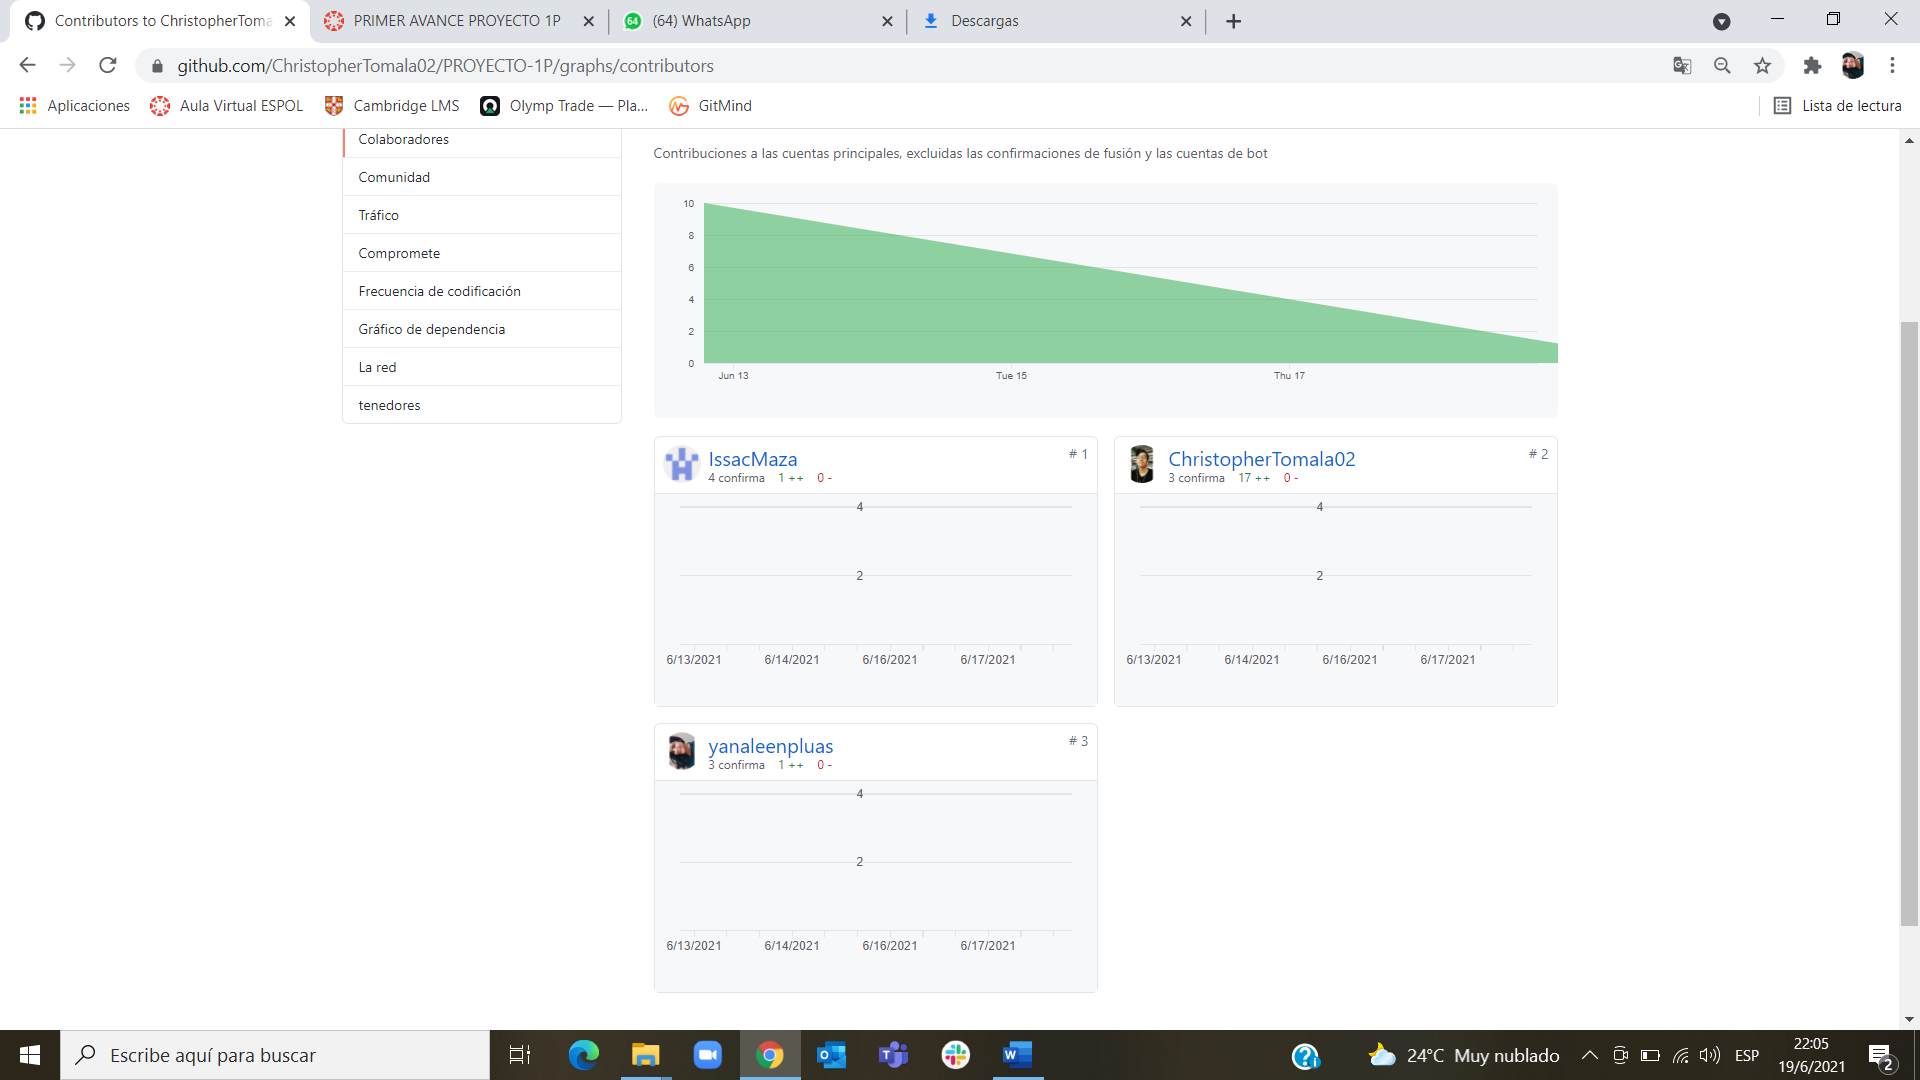 Contributors to ChristopherToma
PRIMER AVANCE PROYECTO 1P
64 (64) WhatsApp
Descargas
github.com/ChristopherTomala02/PROYECTO-1P/graphs/contributors
Aplicaciones
Aula Virtual ESPOL
Cambridge LMS
Olymp Trade — Pla...
GitMind
Lista de lectura
Colaboradores
Comunidad
Tráfico
Compromete
Frecuencia de codificación
Gráfico de dependencia
La red
tenedores
Contribuciones a las cuentas principales, excluidas las confirmaciones de fusión y las cuentas de bot
10
8
6
4
2
0
Jun 13 Tue 15 Thu 17
IssacMaza # 1
4 confirma 1 ++ 0 -
4
2
6/13/2021 6/14/2021 6/16/2021 6/17/2021
ChristopherTomala02 # 2
3 confirma 17 ++ 0 -
4
2
6/13/2021 6/14/2021 6/16/2021 6/17/2021
yanaleenpluas # 3
3 confirma 1 ++ 0 -
4
2
6/13/2021 6/14/2021 6/16/2021 6/17/2021
Escribe aquí para buscar
24°C Muy nublado
ESP
22:05
19/6/2021
2